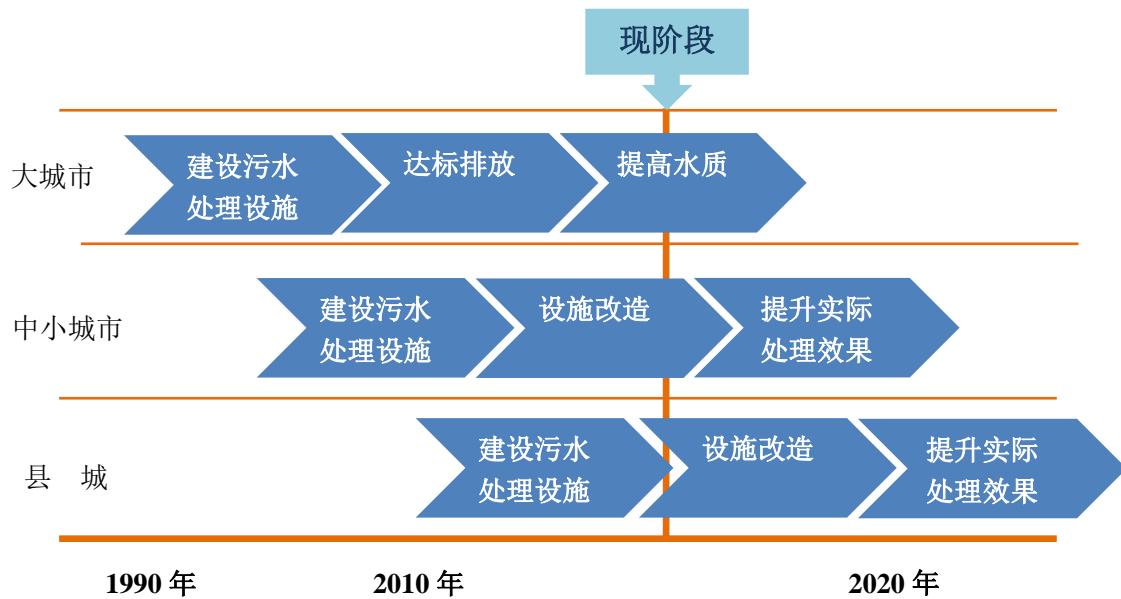 现阶段
大城市
建设污水
处理设施
达标排放
提高水质
中小城市
建设污水
处理设施
设施改造
提升实际
处理效果
县 城
建设污水
处理设施
设施改造
提升实际
处理效果
1990 年
2010 年
2020 年